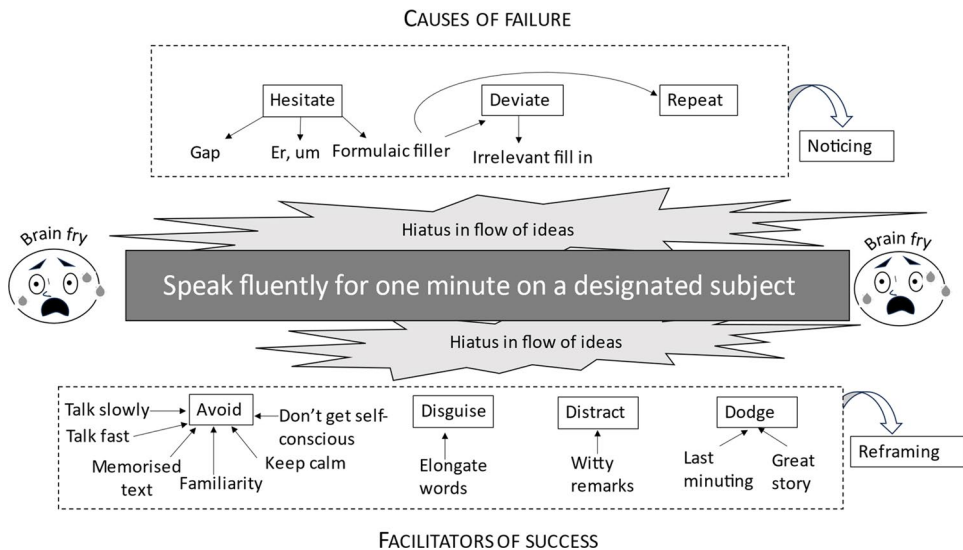 CAUSES OF FAILURE
Hesitate
Deviate
Repeat
Gap
Er, um
Formulaic filler
Irrelevant fill in
Noticing
Hiatus in flow of ideas
Brain fry
Brain fry
Speak fluently for one minute on a designated subject
Hiatus in flow of ideas
Talk slowly
Talk fast
Memorised
text
Familiarity
Avoid
Don’t get self-
conscious
Keep calm
Disguise
Elongate
words
Distract
Witty
remarks
Dodge
Last
minuting
Great
story
Reframing
FACILITATORS OF SUCCESS